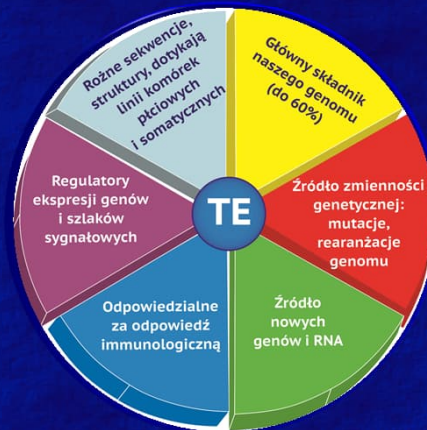 Rożne sekwencje,
struktury, dotykają
linii komórek
płciowych
i somatycznych
Główny składnik
naszego genomu
(do 60%)
Regulatory
ekspresji genów
i szlaków
sygnałowych
TE
Źródło zmienności
genetycznej:
mutacje,
rearanżacje
genomu
Odpowiedzialne
za odpowiedź
immunologiczną
Źródło
nowych
genów i RNA